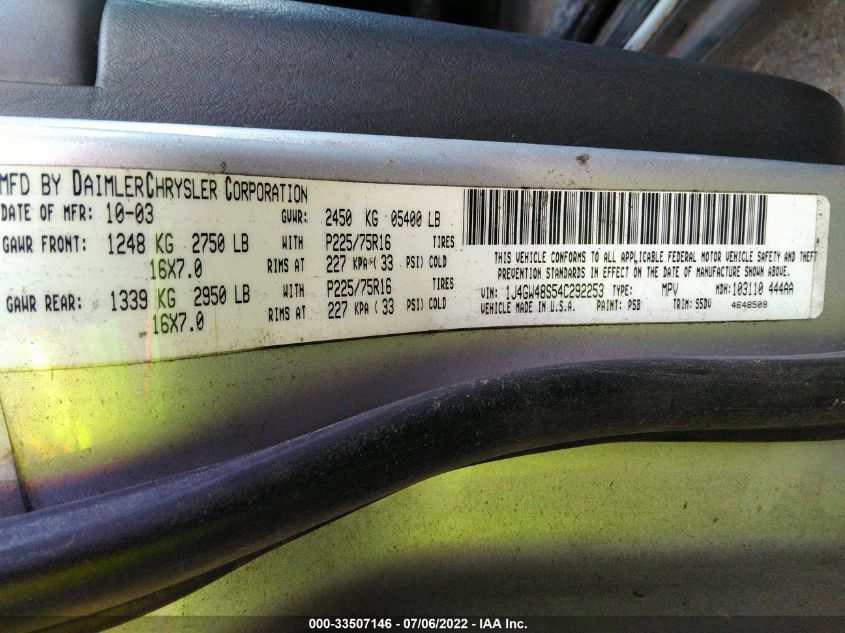 MFD BY DAIMLERCHRYSLER CORPORATION
DATE OF MFR: 10-03 GVWR: 2450 KG 05400 LB
GAWR FRONT: 1248 KG 2750 LB WITH P225/75R16 TIRES
16X7.0 RIMS AT 227 KPA (33 PSI) COLD
GAWR REAR: 1339 KG 2950 LB WITH P225/75R16 TIRES
16X7.0 RIMS AT 227 KPA (33 PSI) COLD
THIS VEHICLE CONFORMS TO ALL APPLICABLE FEDERAL MOTOR VEHICLE SAFETY AND THEFT
PREVENTION STANDARDS IN EFFECT ON THE DATE OF MANUFACTURE SHOWN ABOVE.
VIN: 1J4GW48S54C292253 TYPE: MPV MDH: 103110 444AA
VEHICLE MADE IN U.S.A. PAINT: PSB TRIM: S5DV 4648509
000-33507146 - 07/06/2022 - IAA Inc.